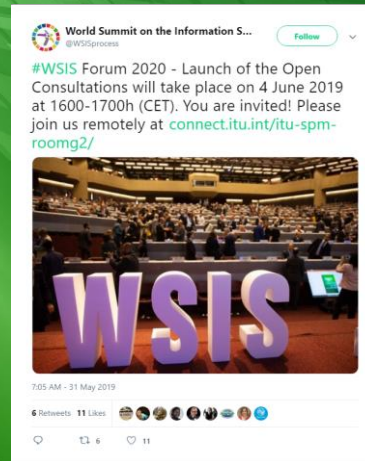 World Summit on the Information S...
@WSISprocess
Follow
#WSIS Forum 2020 - Launch of the Open
Consultations will take place on 4 June 2019
at 1600-1700h (CET). You are invited! Please
join us remotely at connect.itu.int/itu-spm-
roomg2/
WSIS
7:05 AM - 31 May 2019
6 Retweets 11 Likes
6 11